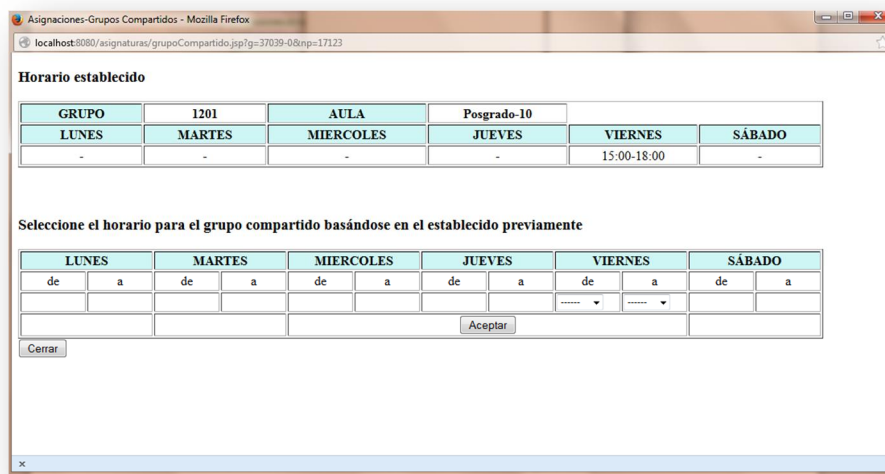 Asignaciones-Grupos Compartidos - Mozilla Firefox
localhost:8080/asignaturas/grupoCompartido.jsp?g=37039-0&np=17123
Horario establecido
GRUPO 1201 AULA Posgrado-10
LUNES MARTES MIERCOLES JUEVES VIERNES SÁBADO
- - - - 15:00-18:00 -
Seleccione el horario para el grupo compartido basándose en el establecido previamente
LUNES MARTES MIERCOLES JUEVES VIERNES SÁBADO
de a de a de a de a de a de a
------ ------
Aceptar
Cerrar
x